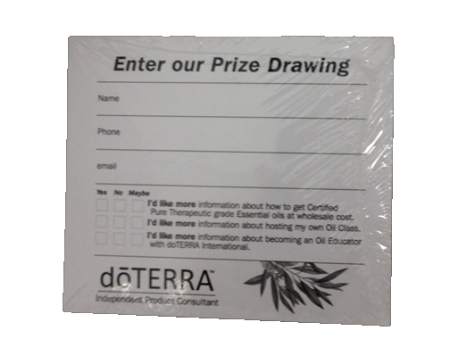 Enter our Prize Drawing
Name
Phone
email
Yes No Maybe
I'd like more information about how to get Certified
Pure Therapeutic grade Essential oils at wholesale cost.
I'd like more information about hosting my own Oil Class.
I'd like more information about becoming an Oil Educator
with doTERRA International.
dōTERRA™
Independent Product Consultant